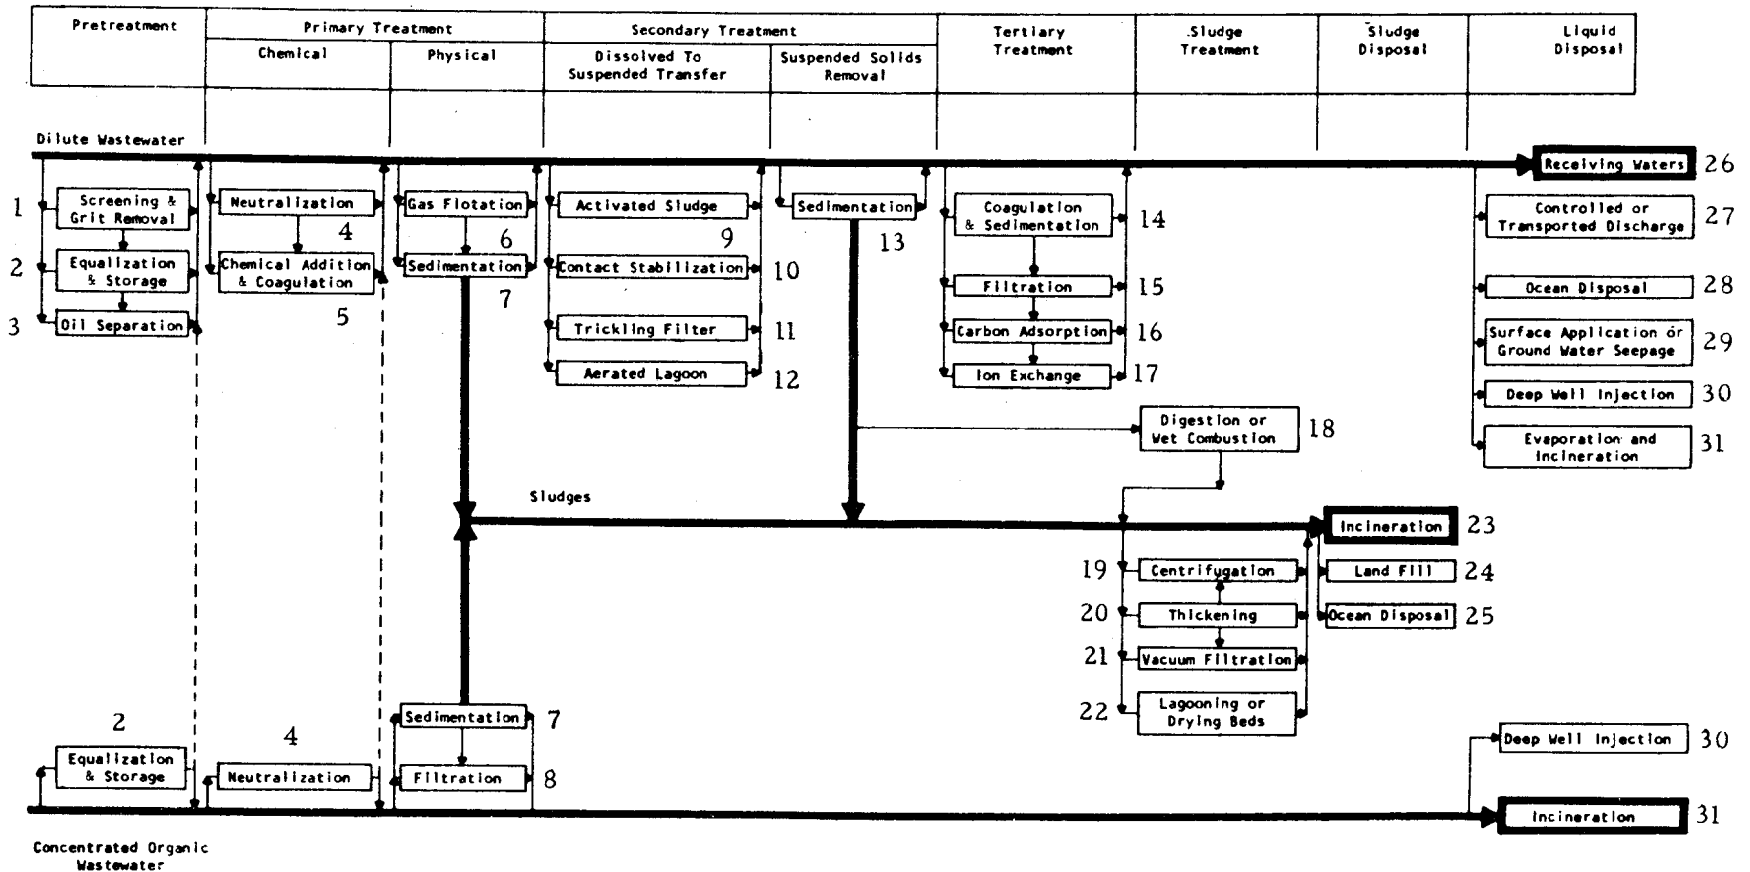 Pretreatment
Primary Treatment
Chemical
Physical
Secondary Treatment
Dissolved To
Suspended Transfer
Suspended Solids
Removal
Tertiary
Treatment
Sludge
Treatment
Sludge
Disposal
Liquid
Disposal
Dilute Wastewater
1
Screening &
Grit Removal
2
Equalization
& Storage
3
Oil Separation
Neutralization
4
Chemical Addition
& Coagulation
5
Gas Flotation
6
Sedimentation
7
Activated Sludge
9
Contact Stabilization
10
Trickling Filter
11
Aerated Lagoon
12
Sedimentation
13
Coagulation
& Sedimentation
14
Filtration
15
Carbon Adsorption
16
Ion Exchange
17
Digestion or
Wet Combustion
18
Receiving Waters
26
Controlled or
Transported Discharge
27
Ocean Disposal
28
Surface Application or
Ground Water Seepage
29
Deep Well Injection
30
Evaporation and
Incineration
31
Sludges
Incineration
23
19
Centrifugation
Land Fill
24
20
Thickening
Ocean Disposal
25
21
Vacuum Filtration
22
Lagooning or
Drying Beds
2
Equalization
& Storage
4
Neutralization
Sedimentation
7
Filtration
8
Deep Well Injection
30
Incineration
31
Concentrated Organic
Wastewater